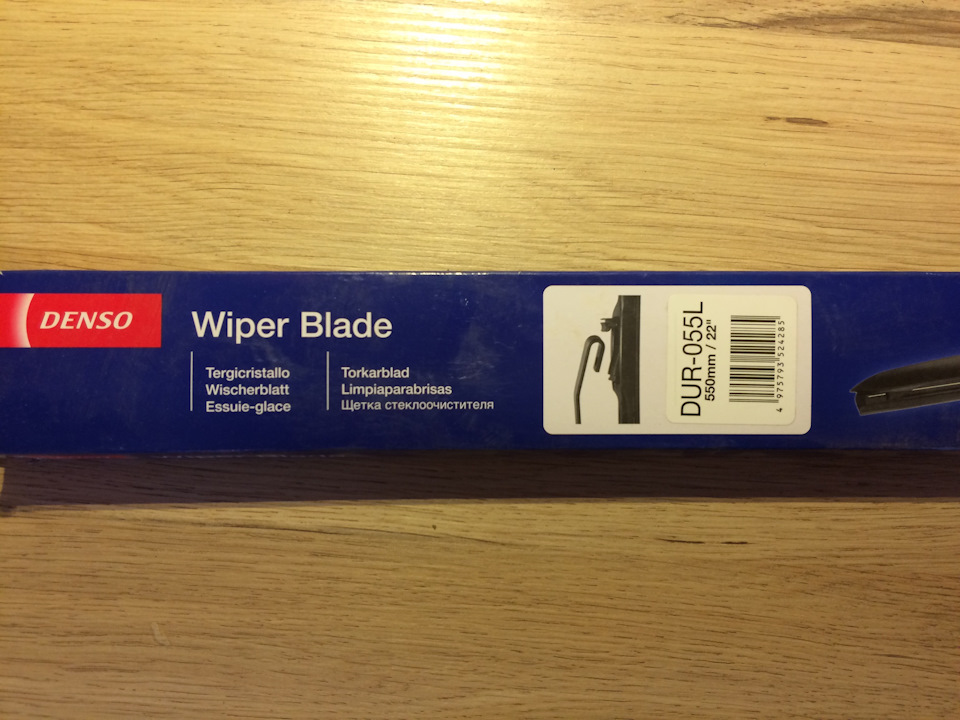 DENSO
Wiper Blade
Tergicristallo
Wischerblatt
Essuie-glace
Torkarblad
Limpiaparabrisas
Щетка стеклоочистителя
DUR-055L
550mm / 22"
4 975793 524285